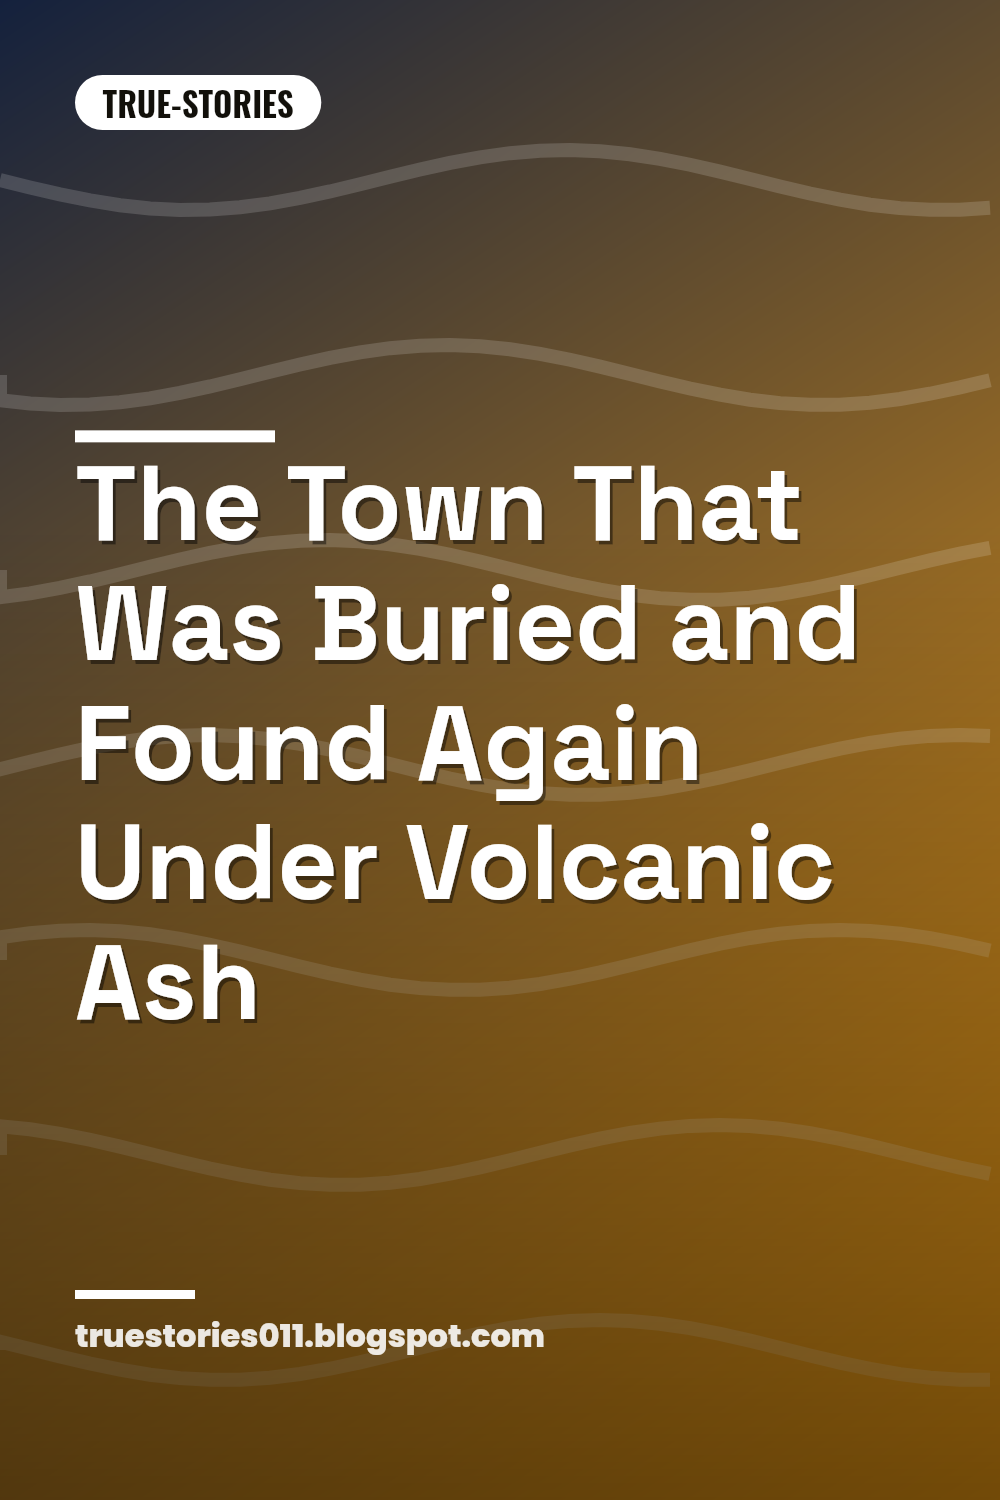 TRUE-STORIES
The Town That
Was Buried and
Found Again
Under Volcanic
Ash
truestories011.blogspot.com